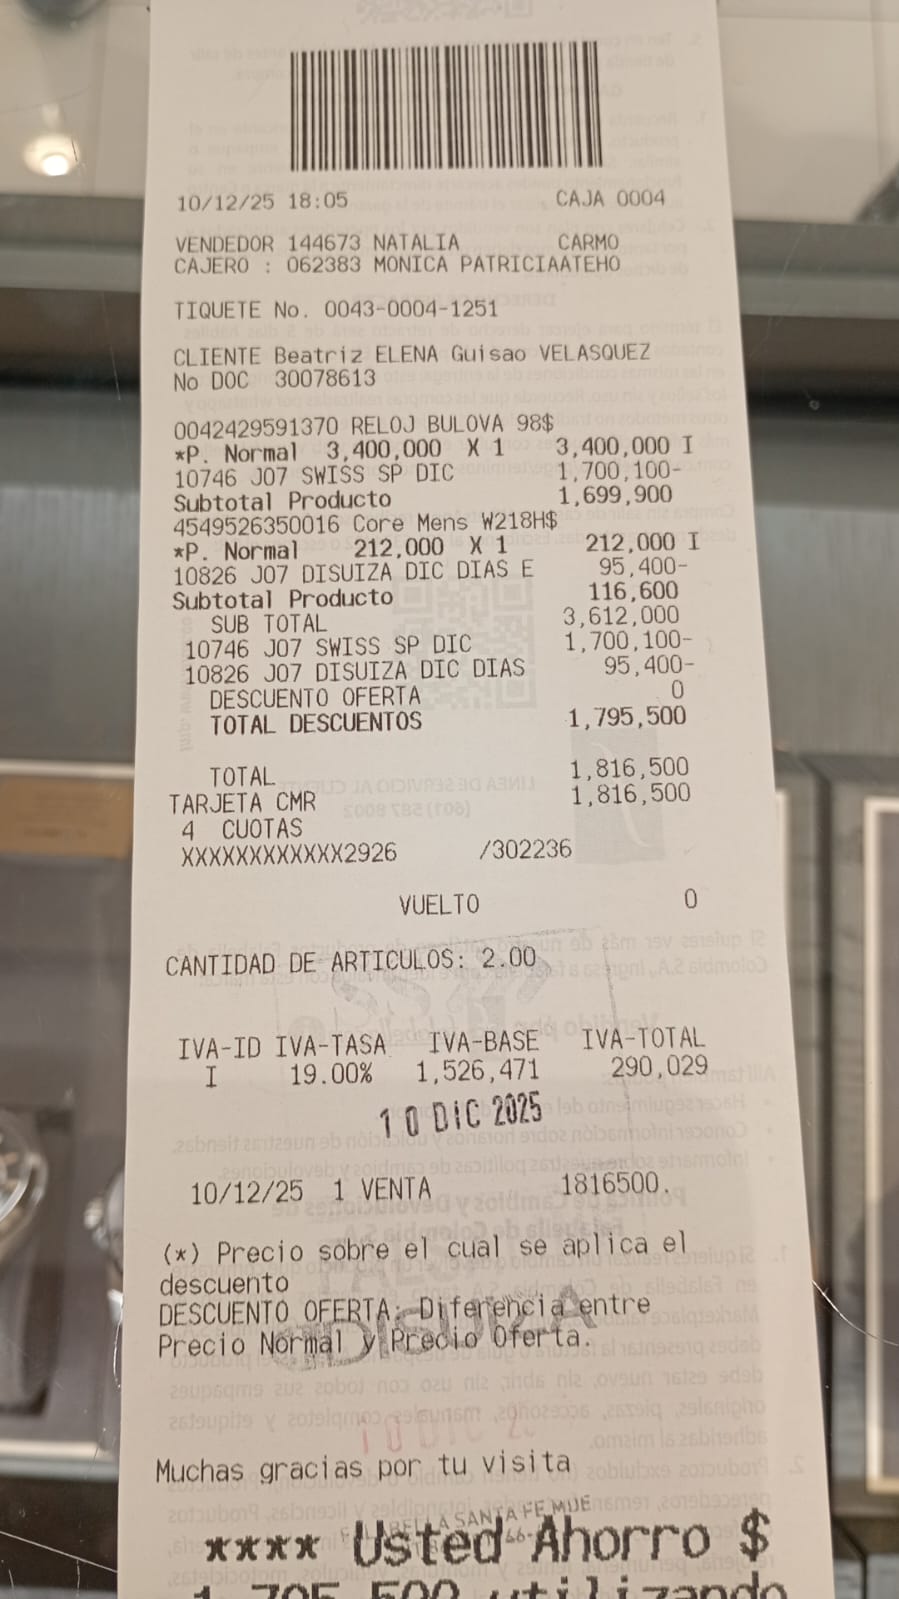 10/12/25 18:05 CAJA 0004
VENDEDOR 144673 NATALIA CARMO
CAJERO : 062383 MONICA PATRICIAATEHO
TIQUETE No. 0043-0004-1251
CLIENTE Beatriz ELENA Guisao VELASQUEZ
No DOC 30078613
0042429591370 RELOJ BULOVA 98$
*P. Normal 3,400,000 X 1 3,400,000 I
10746 J07 SWISS SP DIC 1,700,100-
Subtotal Producto 1,699,900
4549526350016 Core Mens W218H$
*P. Normal 212,000 X 1 212,000 I
10826 J07 DISUIZA DIC DIAS E 95,400-
Subtotal Producto 116,600
SUB TOTAL 3,612,000
10746 J07 SWISS SP DIC 1,700,100-
10826 J07 DISUIZA DIC DIAS 95,400-
DESCUENTO OFERTA 0
TOTAL DESCUENTOS 1,795,500
TOTAL 1,816,500
TARJETA CMR 1,816,500
4 CUOTAS
XXXXXXXXXXXX2926 /302236
VUELTO 0
CANTIDAD DE ARTICULOS: 2.00
IVA-ID IVA-TASA IVA-BASE IVA-TOTAL
I 19.00% 1,526,471 290,029
10 DIC 2025
10/12/25 1 VENTA 1816500.
(*) Precio sobre el cual se aplica el
descuento
DESCUENTO OFERTA: Diferencia entre
Precio Normal y Precio Oferta.
DISUIZA
Muchas gracias por tu visita
SANTA FE
**** Usted Ahorro $
utilizando